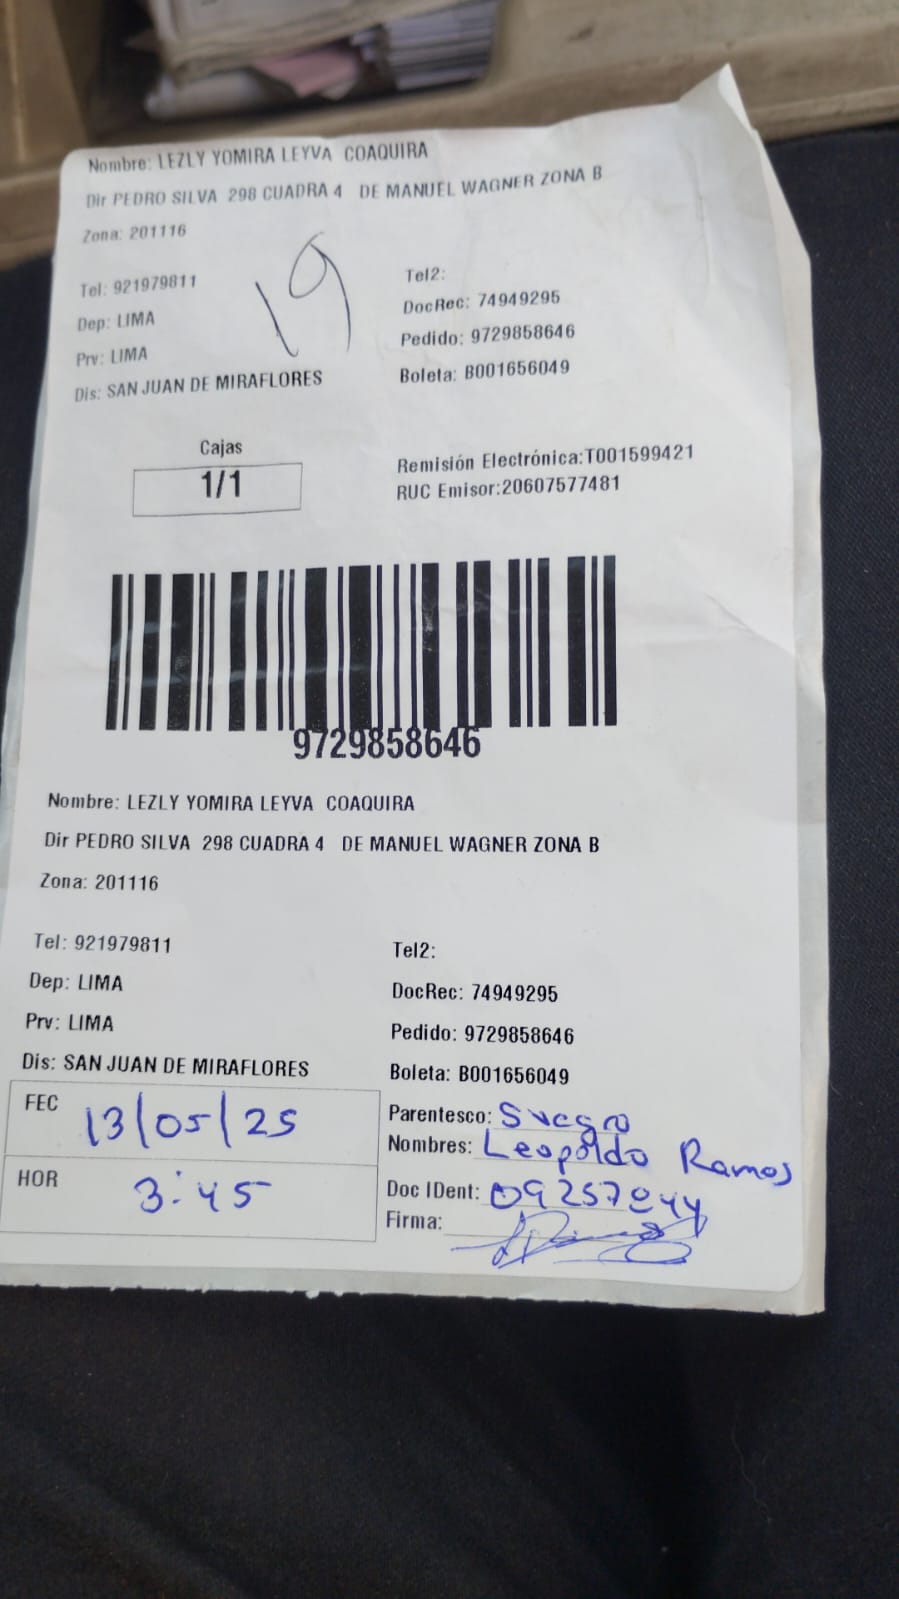 Nombre: LEZLY YOMIRA LEYVA COAQUIRA
Dir PEDRO SILVA 298 CUADRA 4 DE MANUEL WAGNER ZONA B
Zona: 201116
19
Tel: 921979811
Tel2:
Dep: LIMA
DocRec: 74949295
Prv: LIMA
Pedido: 9729858646
Dis: SAN JUAN DE MIRAFLORES
Boleta: B001656049
Cajas
1/1
Remisión Electrónica:T001599421
RUC Emisor:20607577481
9729858646
Nombre: LEZLY YOMIRA LEYVA COAQUIRA
Dir PEDRO SILVA 298 CUADRA 4 DE MANUEL WAGNER ZONA B
Zona: 201116
Tel: 921979811
Tel2:
Dep: LIMA
DocRec: 74949295
Prv: LIMA
Pedido: 9729858646
Dis: SAN JUAN DE MIRAFLORES
Boleta: B001656049
FEC 13/05/25
Parentesco: Suegro
Nombres: Leopoldo Ramos
HOR 3:45
Doc IDent:
Firma: